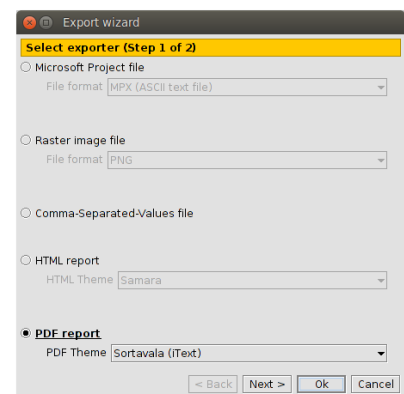 Export wizard
Select exporter (Step 1 of 2)
Microsoft Project file
File format MPX (ASCII text file)
Raster image file
File format PNG
Comma-Separated-Values file
HTML report
HTML Theme Samara
PDF report
PDF Theme Sortavala (iText)
< Back Next > Ok Cancel